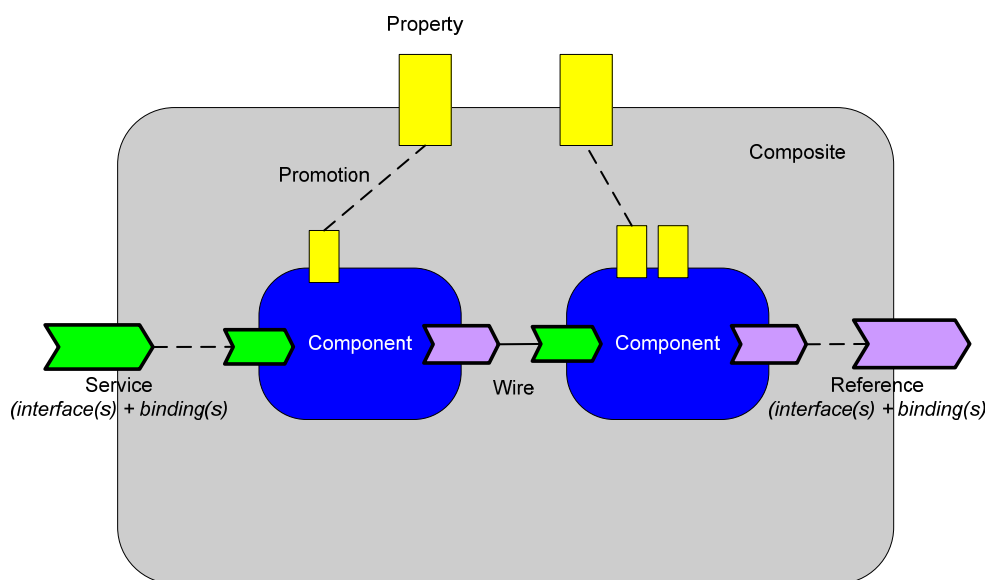 Property
Composite
Promotion
Component
Component
Wire
Service
(interface(s) + binding(s)
Reference
(interface(s) + binding(s)